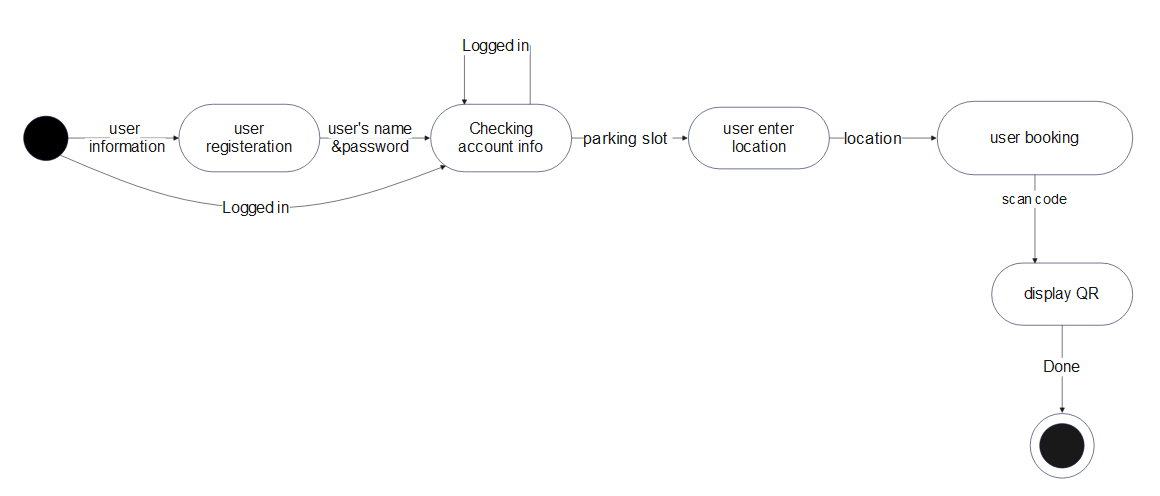 Logged in
user
information
user
registeration
user's name
&password
Checking
account info
parking slot
user enter
location
location
user booking
Logged in
scan code
display QR
Done